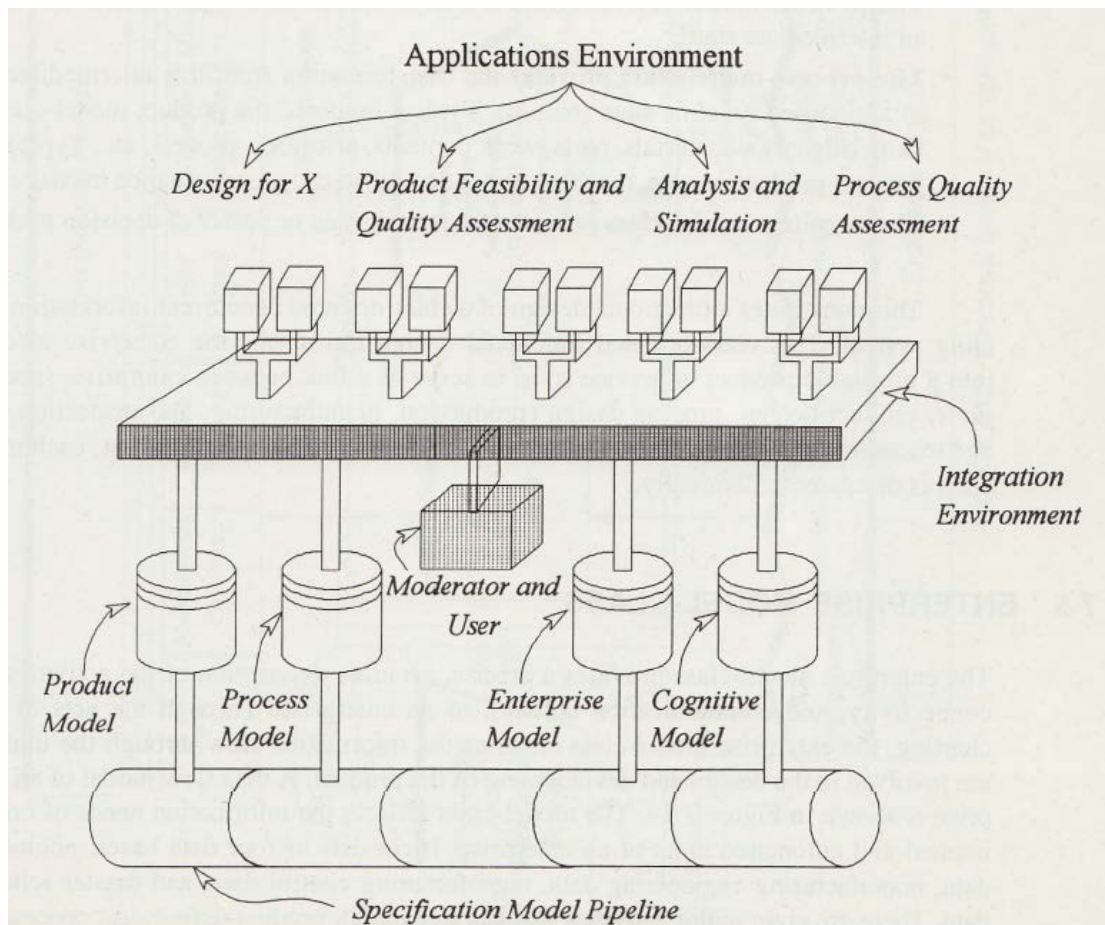 Applications Environment
Design for X
Product Feasibility and
Quality Assessment
Analysis and
Simulation
Process Quality
Assessment
Integration
Environment
Moderator and
User
Product
Model
Process
Model
Enterprise
Model
Cognitive
Model
Specification Model Pipeline